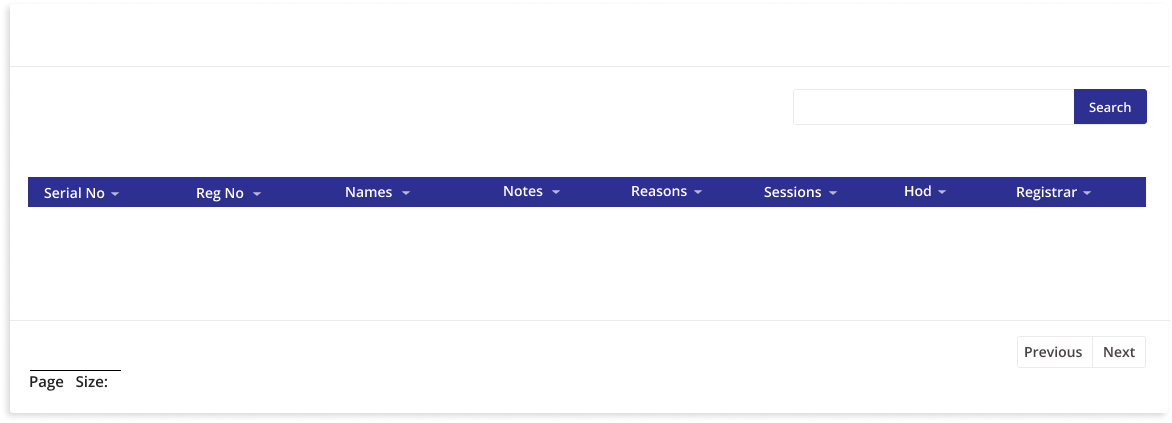 Search
Serial No Reg No Names Notes Reasons Sessions Hod Registrar
Previous Next
Page Size: